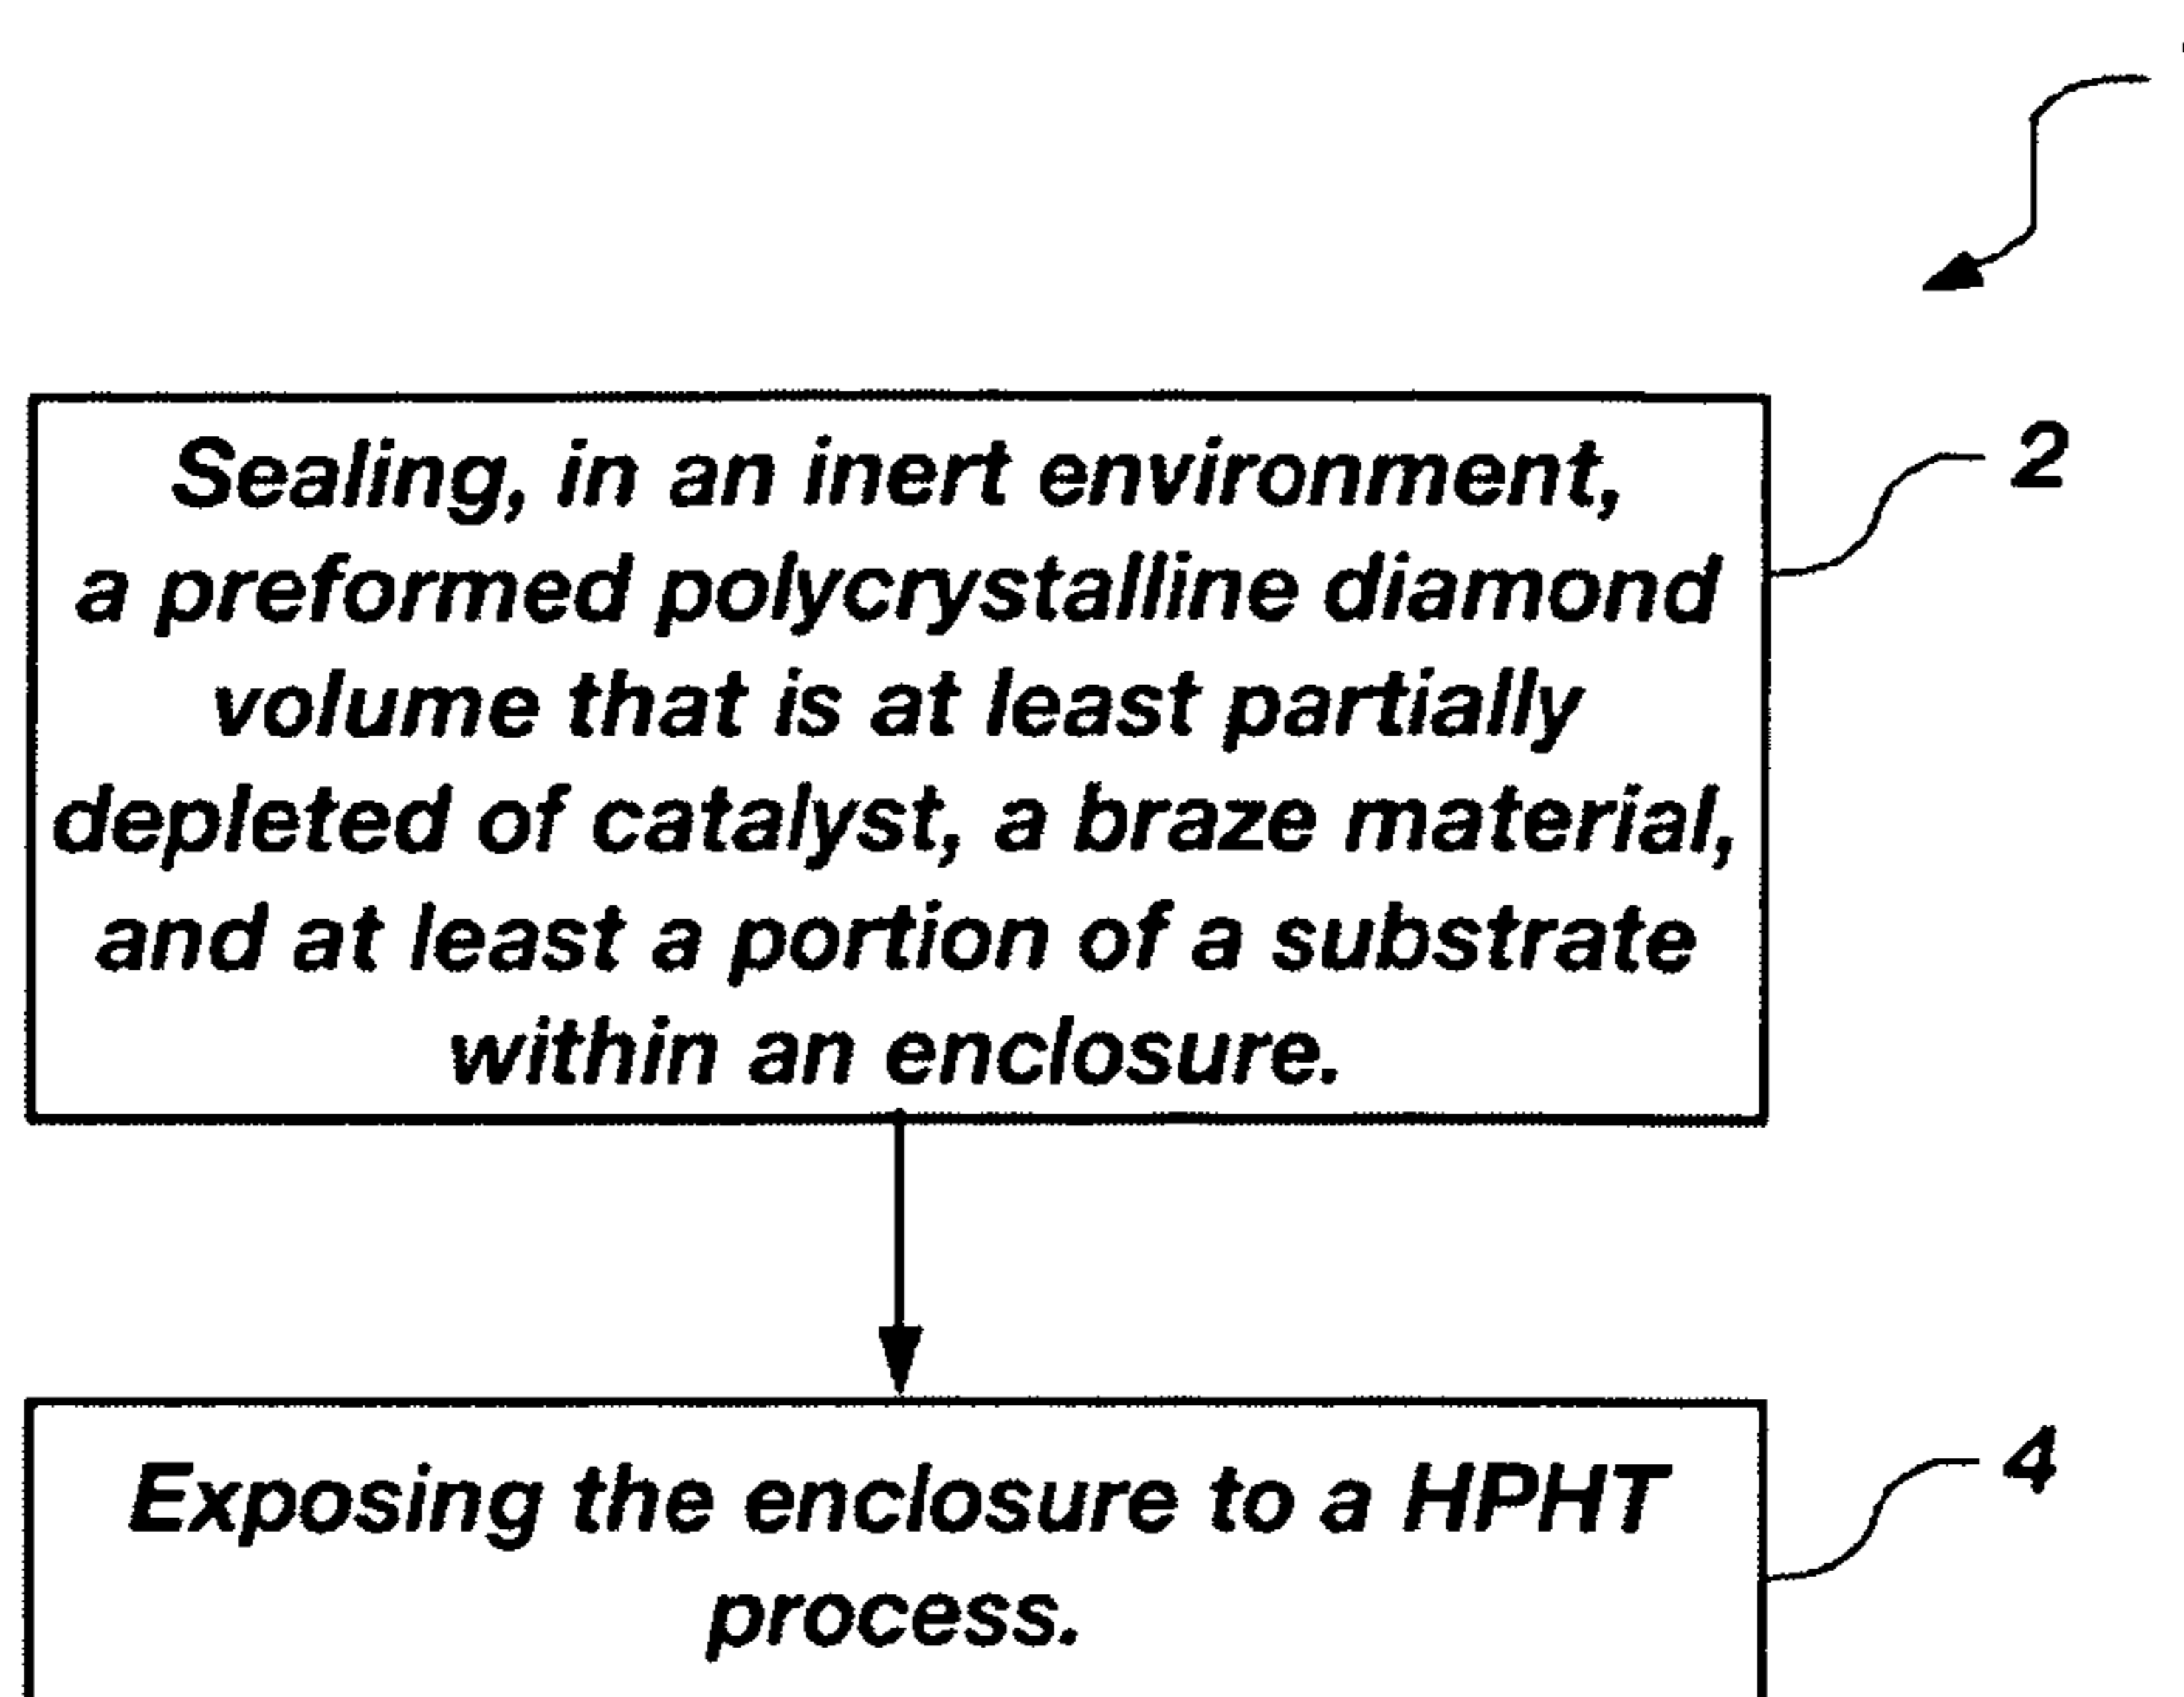 Sealing, in an inert environment,
2
a preformed polycrystalline diamond
volume that is at least partially
depleted of catalyst, a braze material,
and at least a portion of a substrate
within an enclosure.
4
Exposing the enclosure to a HPHT
process.